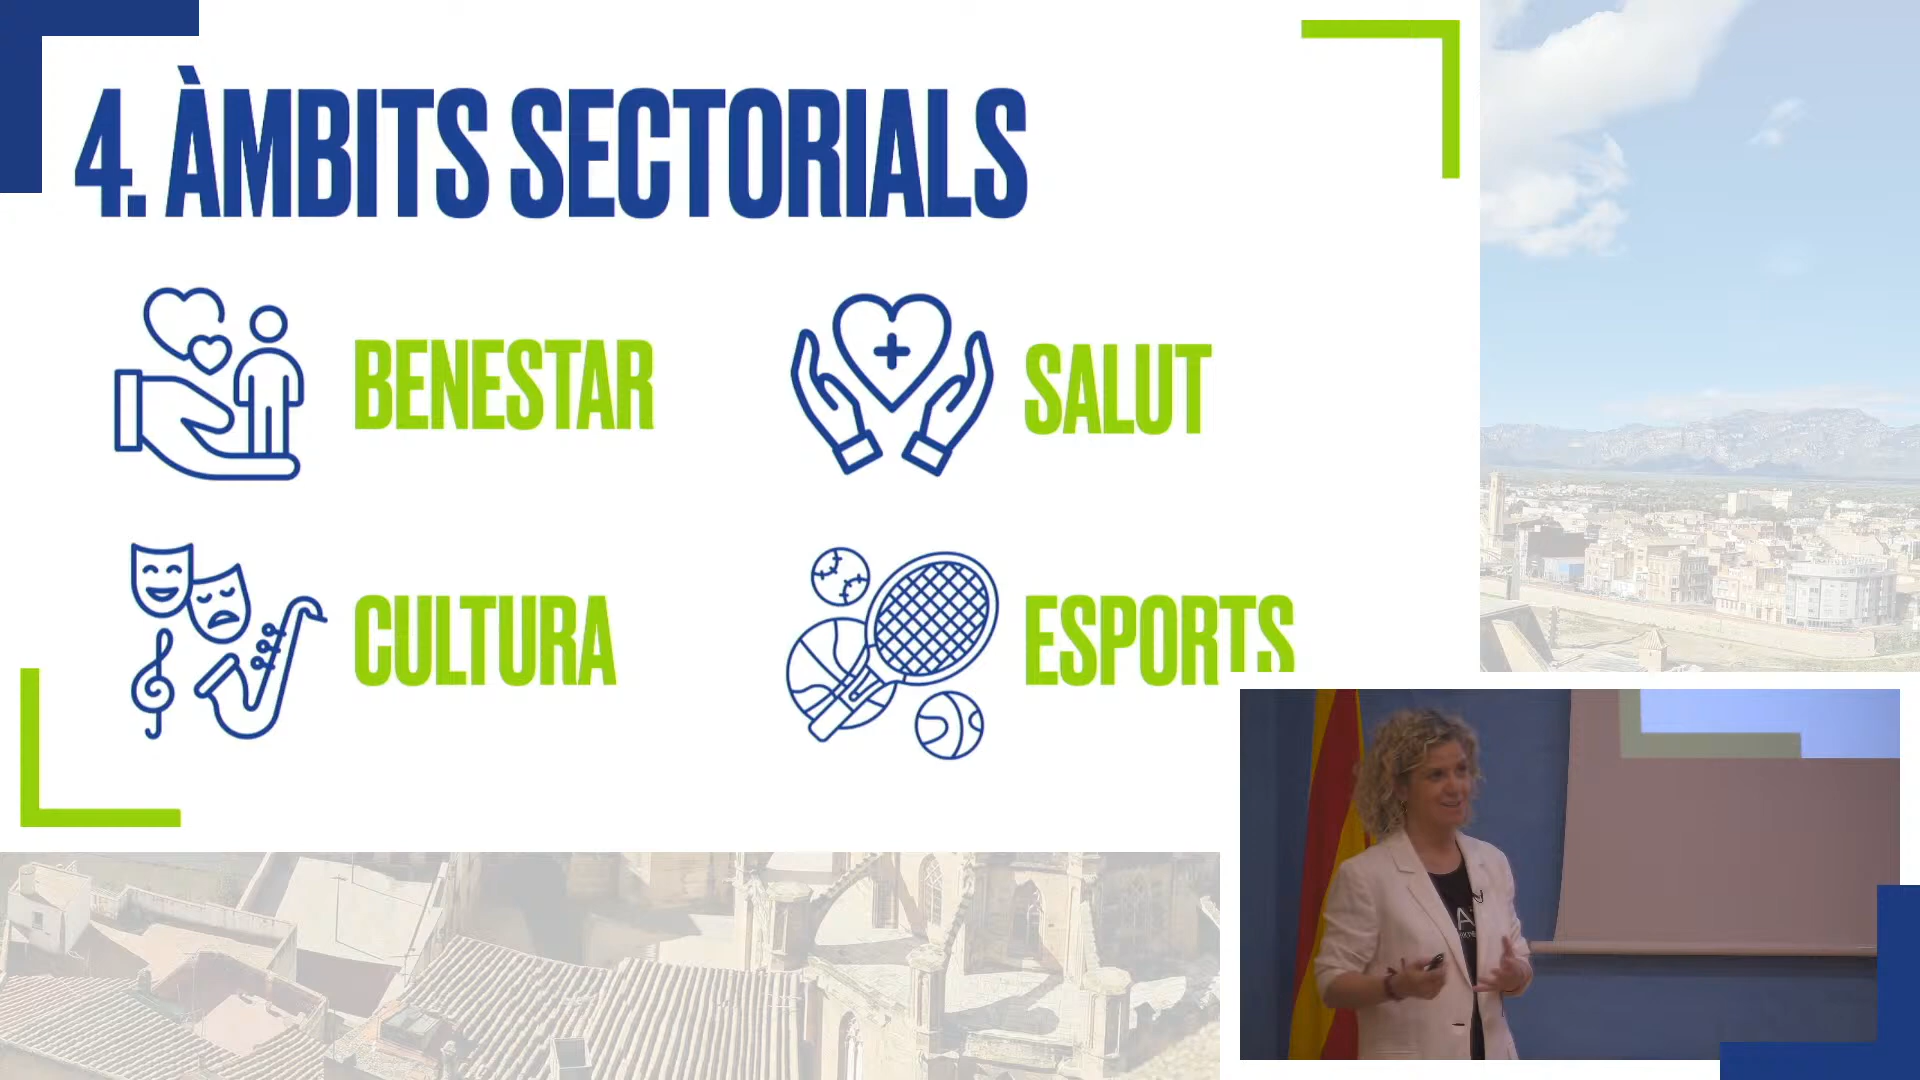 4. ÀMBITS SECTORIALS
BENESTAR
SALUT
CULTURA
ESPORTS